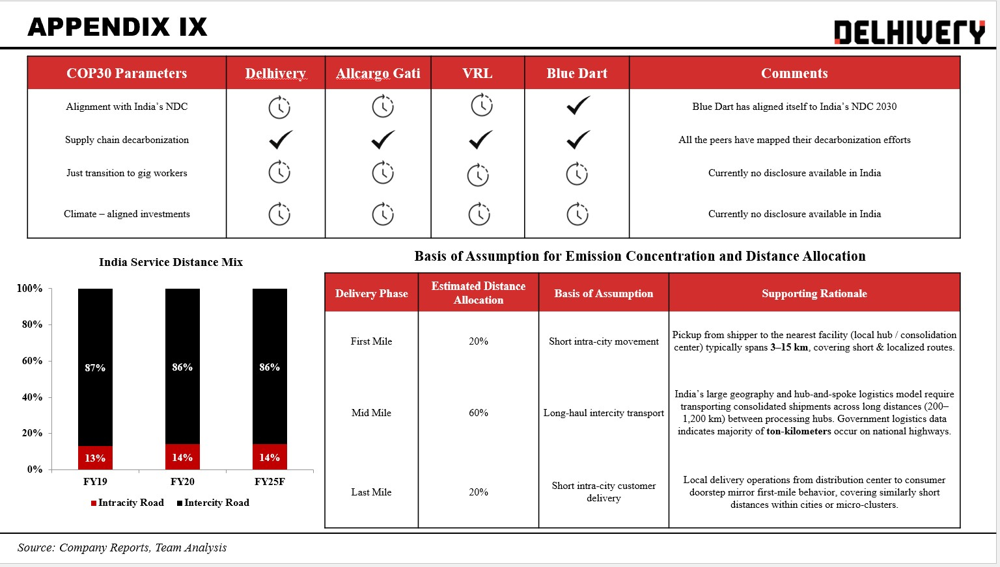 APPENDIX IX
DELHIVERY
COP30 Parameters
Delhivery
Allcargo Gati
VRL
Blue Dart
Comments
Alignment with India's NDC
Blue Dart has aligned itself to India's NDC 2030
Supply chain decarbonization
All the peers have mapped their decarbonization efforts
Just transition to gig workers
Currently no disclosure available in India
Climate – aligned investments
Currently no disclosure available in India
India Service Distance Mix
100%
80%
60%
40%
20%
0%
87%
86%
86%
13%
14%
14%
FY19
FY20
FY25F
Intracity Road
Intercity Road
Basis of Assumption for Emission Concentration and Distance Allocation
Delivery Phase
Estimated Distance
Allocation
Basis of Assumption
Supporting Rationale
First Mile
20%
Short intra-city movement
Pickup from shipper to the nearest facility (local hub / consolidation
center) typically spans 3–15 km, covering short & localized routes.
Mid Mile
60%
Long-haul intercity transport
India's large geography and hub-and-spoke logistics model require
transporting consolidated shipments across long distances (200–
1,200 km) between processing hubs. Government logistics data
indicates majority of ton-kilometers occur on national highways.
Last Mile
20%
Short intra-city customer
delivery
Local delivery operations from distribution center to consumer
doorstep mirror first-mile behavior, covering similarly short
distances within cities or micro-clusters.
Source: Company Reports, Team Analysis